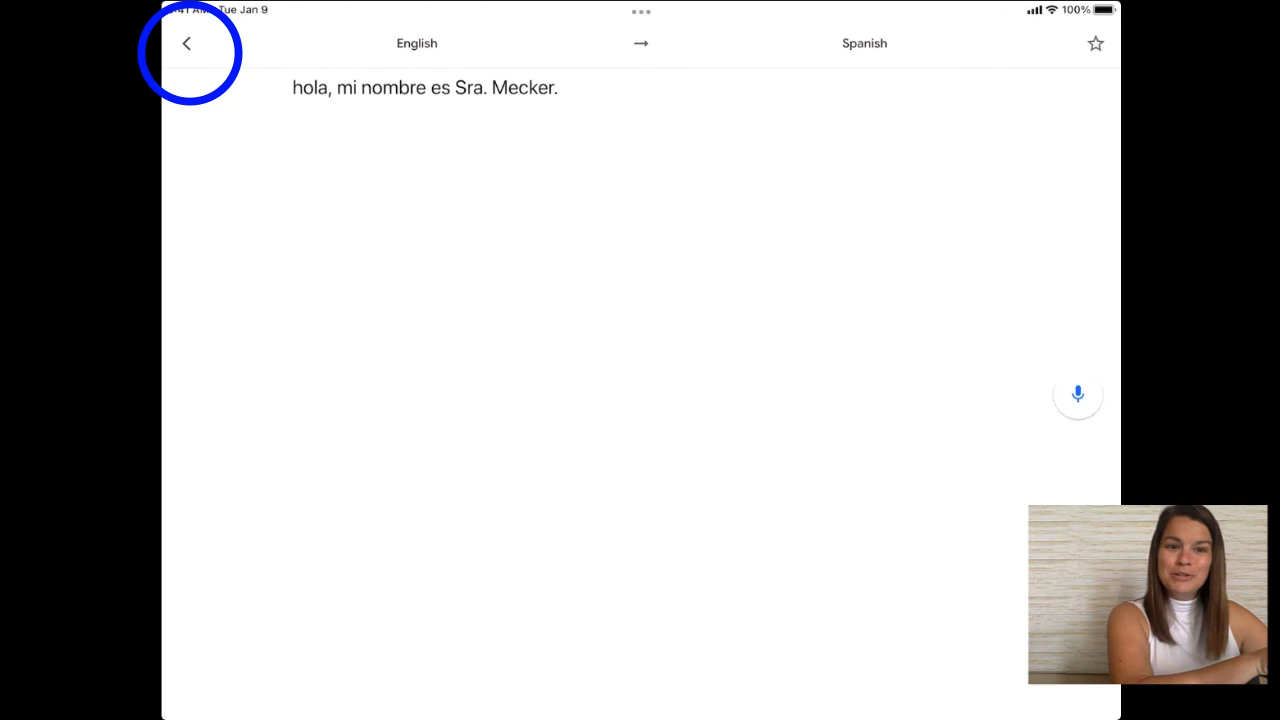 Tue Jan 9
100%
English → Spanish
hola, mi nombre es Sra. Mecker.